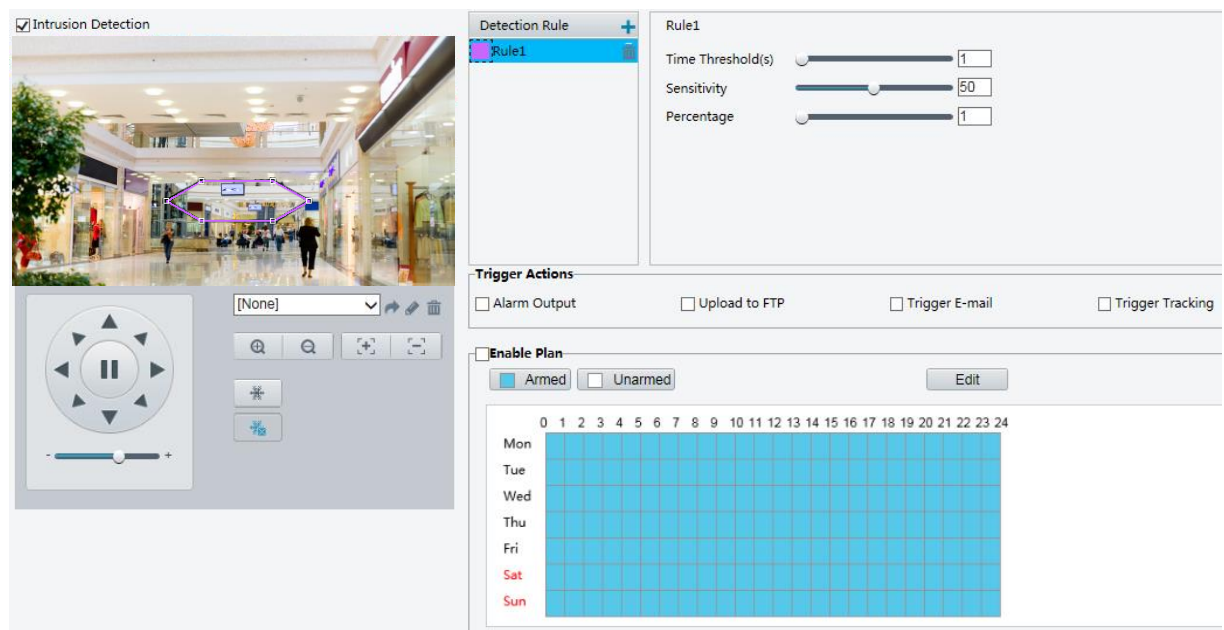 Intrusion Detection
Detection Rule
Rule1
Rule1
Time Threshold(s)
1
Sensitivity
50
Percentage
1
[None]
- +
Trigger Actions
Alarm Output
Upload to FTP
Trigger E-mail
Trigger Tracking
Enable Plan
Armed
Unarmed
Edit
0 1 2 3 4 5 6 7 8 9 10 11 12 13 14 15 16 17 18 19 20 21 22 23 24
Mon
Tue
Wed
Thu
Fri
Sat
Sun